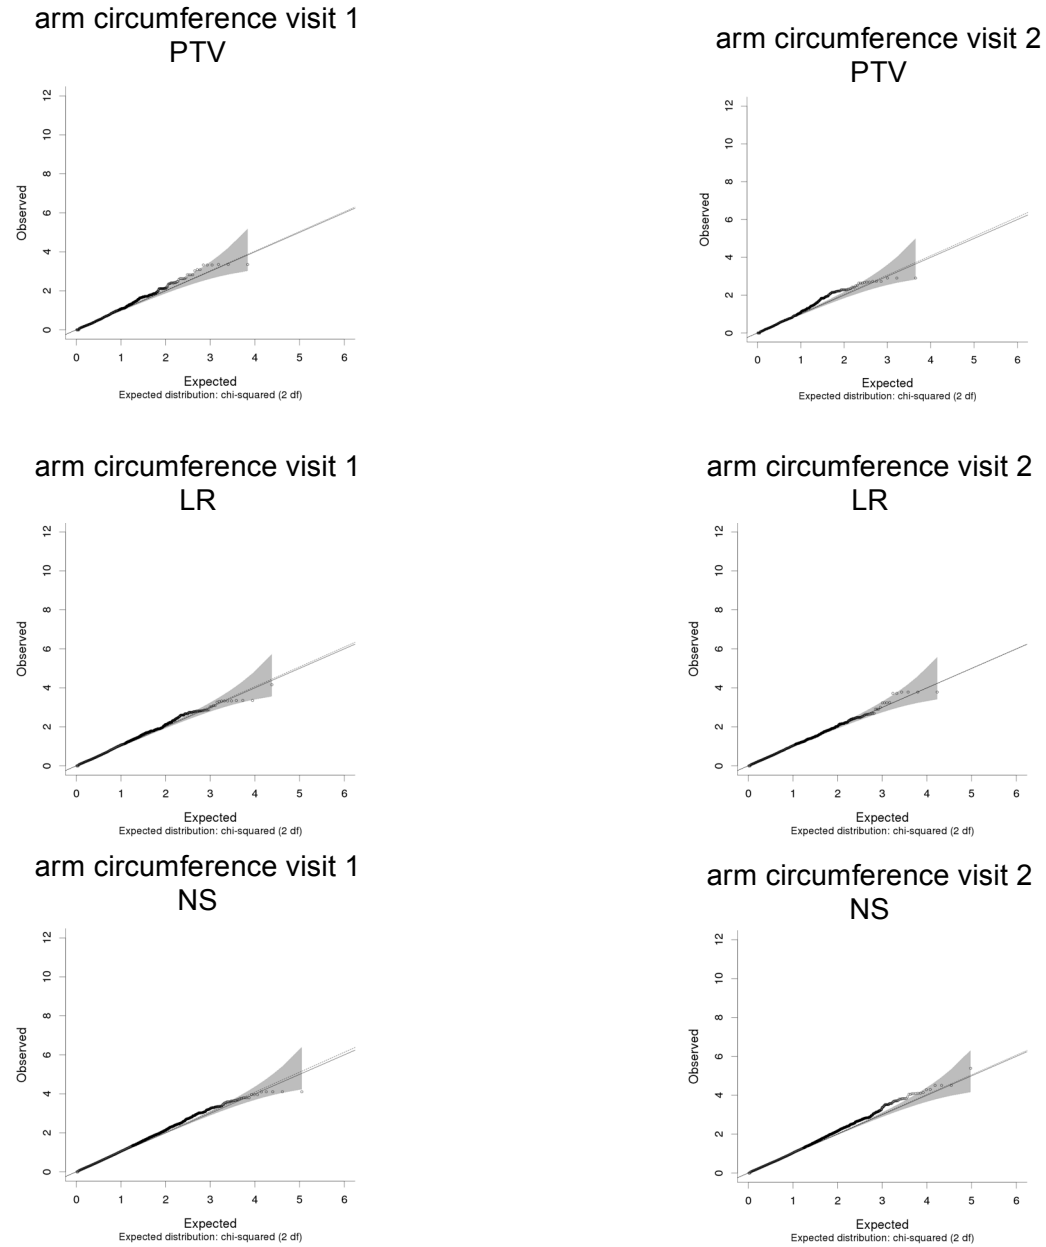 arm circumference visit 1
PTV
12
10
8
6
4
2
0
Observed
0 1 2 3 4 5 6
Expected
Expected distribution: chi-squared (2 df)
arm circumference visit 2
PTV
12
10
8
6
4
2
0
Observed
0 1 2 3 4 5 6
Expected
Expected distribution: chi-squared (2 df)
arm circumference visit 1
LR
12
10
8
6
4
2
0
Observed
0 1 2 3 4 5 6
Expected
Expected distribution: chi-squared (2 df)
arm circumference visit 2
LR
12
10
8
6
4
2
0
Observed
0 1 2 3 4 5 6
Expected
Expected distribution: chi-squared (2 df)
arm circumference visit 1
NS
12
10
8
6
4
2
0
Observed
0 1 2 3 4 5 6
Expected
Expected distribution: chi-squared (2 df)
arm circumference visit 2
NS
12
10
8
6
4
2
0
Observed
0 1 2 3 4 5 6
Expected
Expected distribution: chi-squared (2 df)